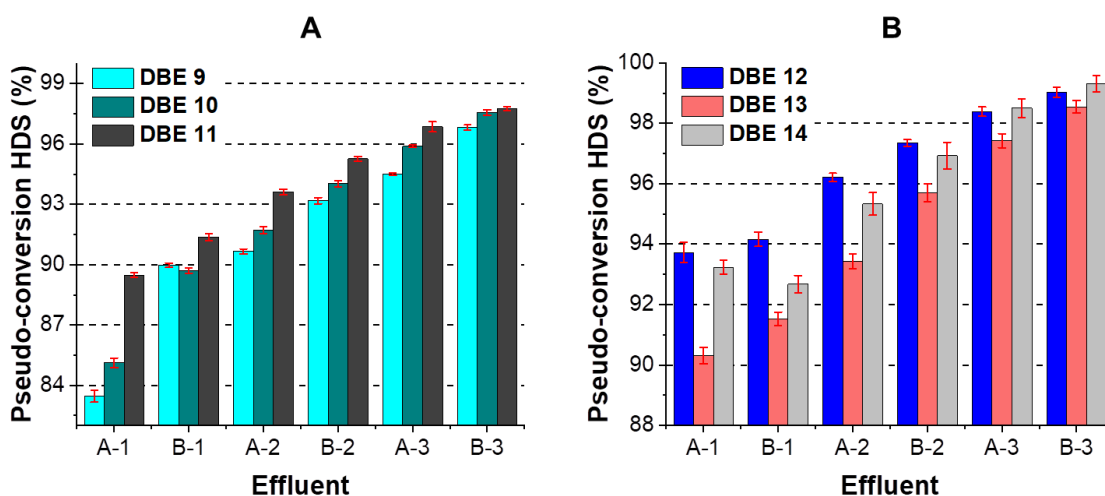 A
Pseudo-conversion HDS (%)
99
96
93
90
87
84
DBE 9
DBE 10
DBE 11
A-1 B-1 A-2 B-2 A-3 B-3
Effluent
B
Pseudo-conversion HDS (%)
100
98
96
94
92
90
88
DBE 12
DBE 13
DBE 14
A-1 B-1 A-2 B-2 A-3 B-3
Effluent